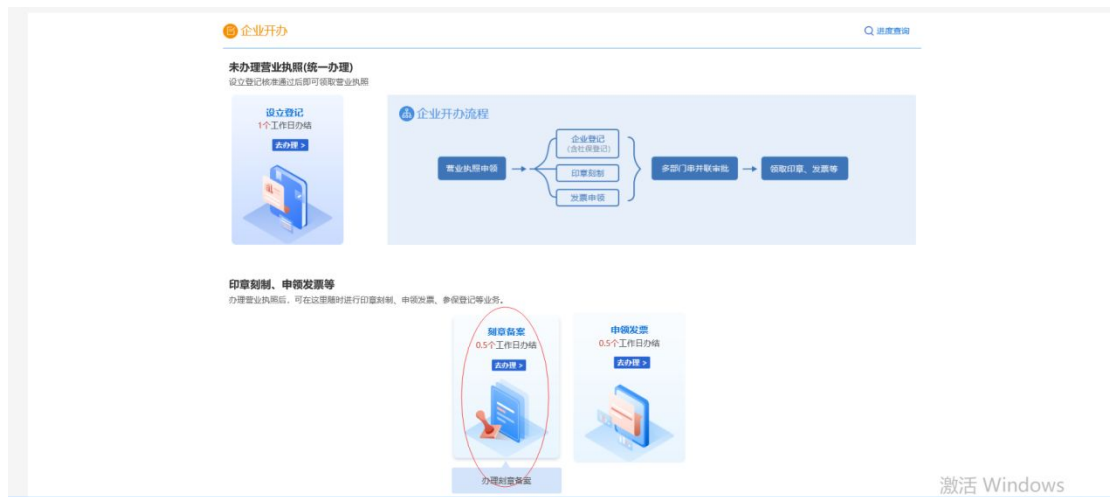 企业开办
进度查询
未办理营业执照(统一办理)
设立登记核准通过后即可领取营业执照
设立登记
1个工作日办结
去办理 >
企业开办流程
营业执照申领
企业登记
(含社保登记)
印章刻制
发票申领
多部门串并联审批
领取印章、发票等
印章刻制、申领发票等
办理营业执照后，可在这里随时进行印章刻制、申领发票、参保登记等业务。
刻章备案
0.5个工作日办结
去办理 >
申领发票
0.5个工作日办结
去办理 >
办理刻章备案
激活 Windows